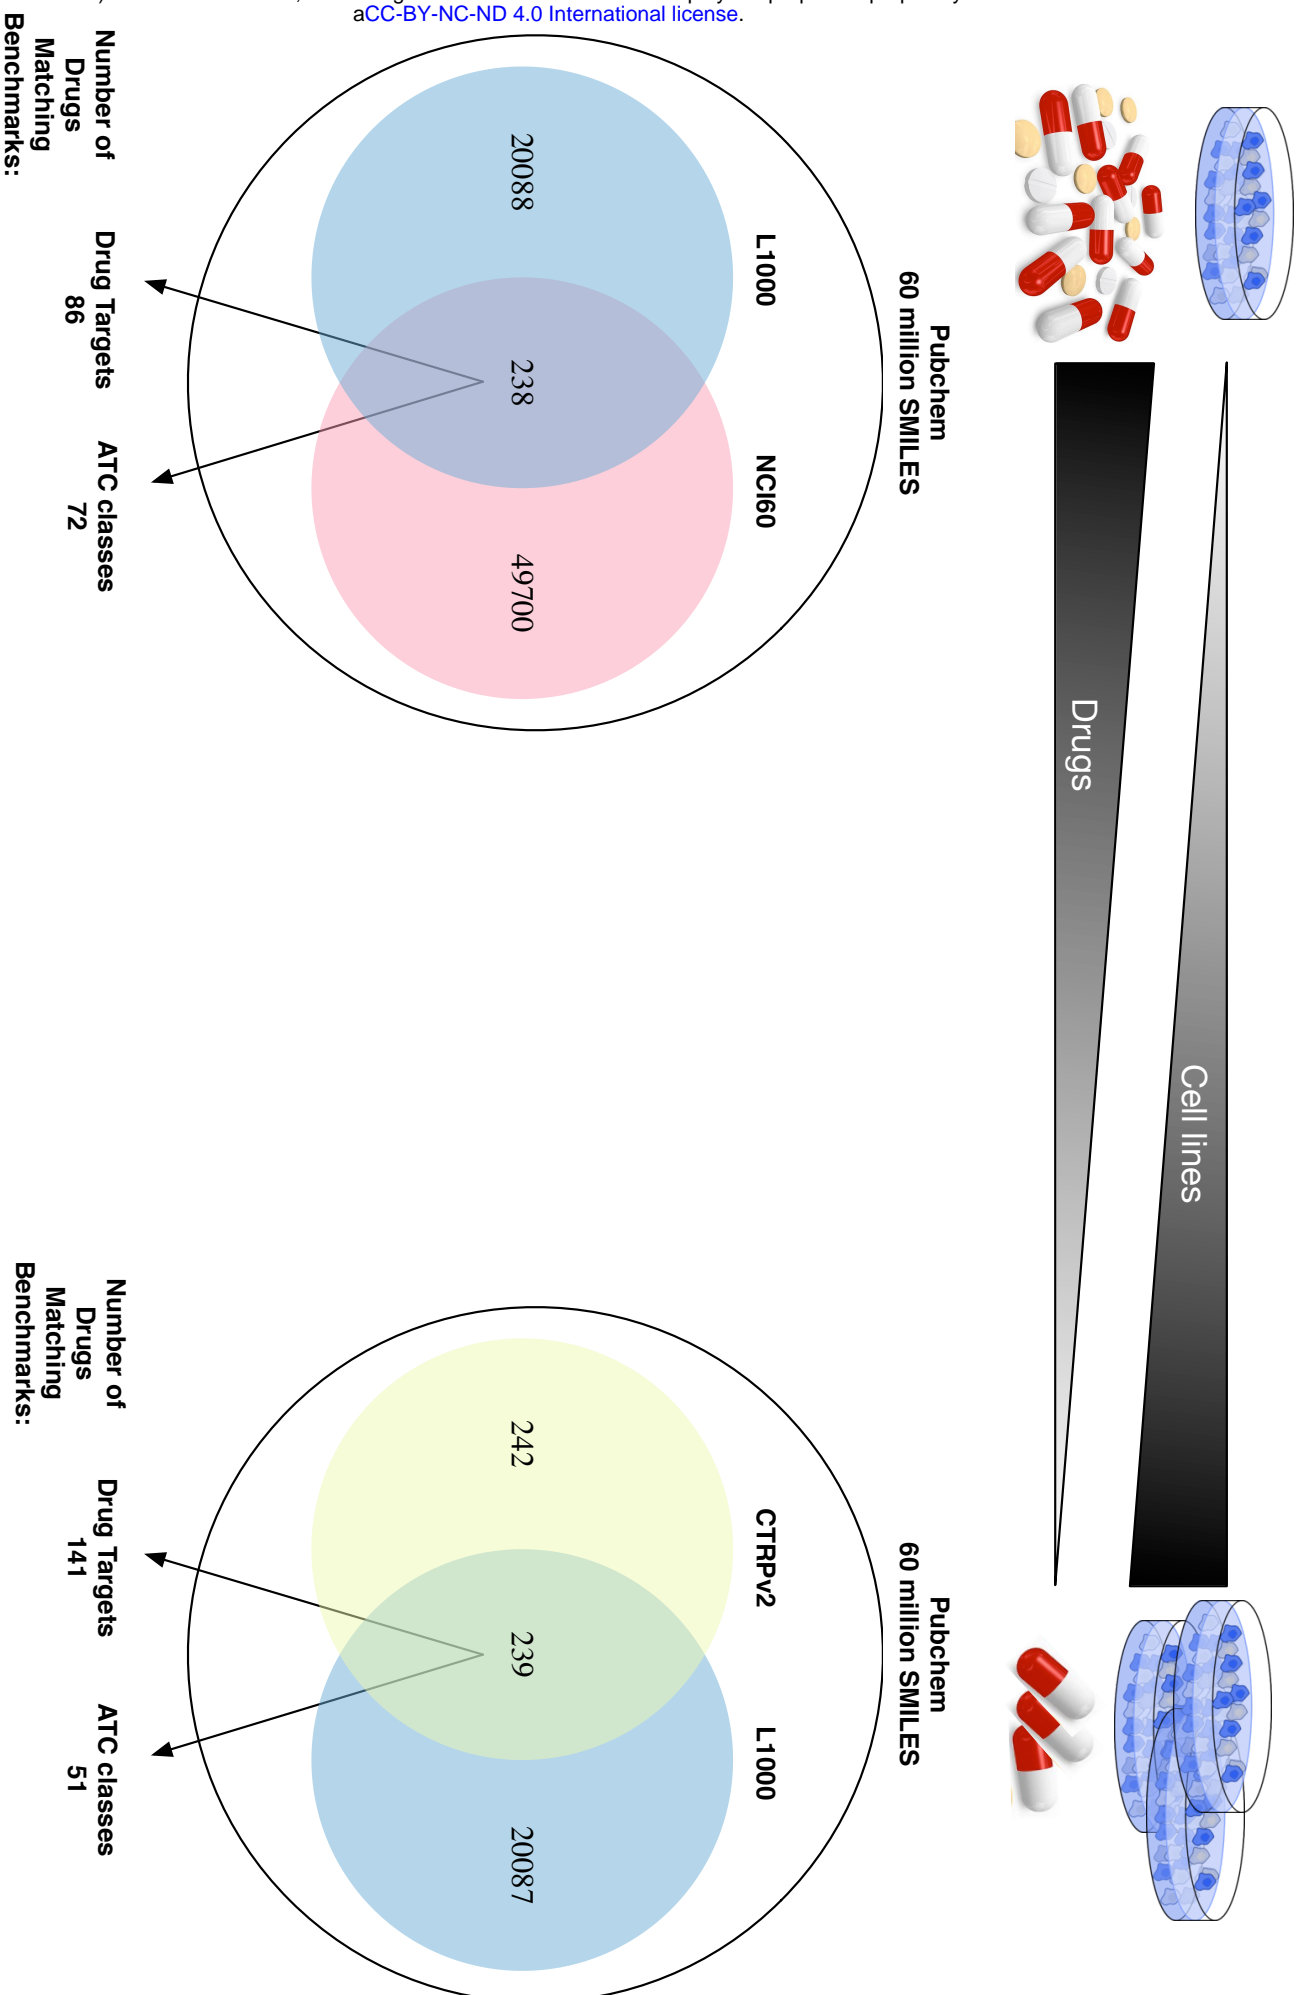 aCC-BY-NC-ND 4.0 International license.
Cell lines
Drugs
Pubchem
60 million SMILES
L1000
NCI60
20088
238
49700
Number of
Drugs
Matching
Benchmarks:
Drug Targets
86
ATC classes
72
Pubchem
60 million SMILES
CTRPv2
L1000
242
239
20087
Number of
Drugs
Matching
Benchmarks:
Drug Targets
141
ATC classes
51